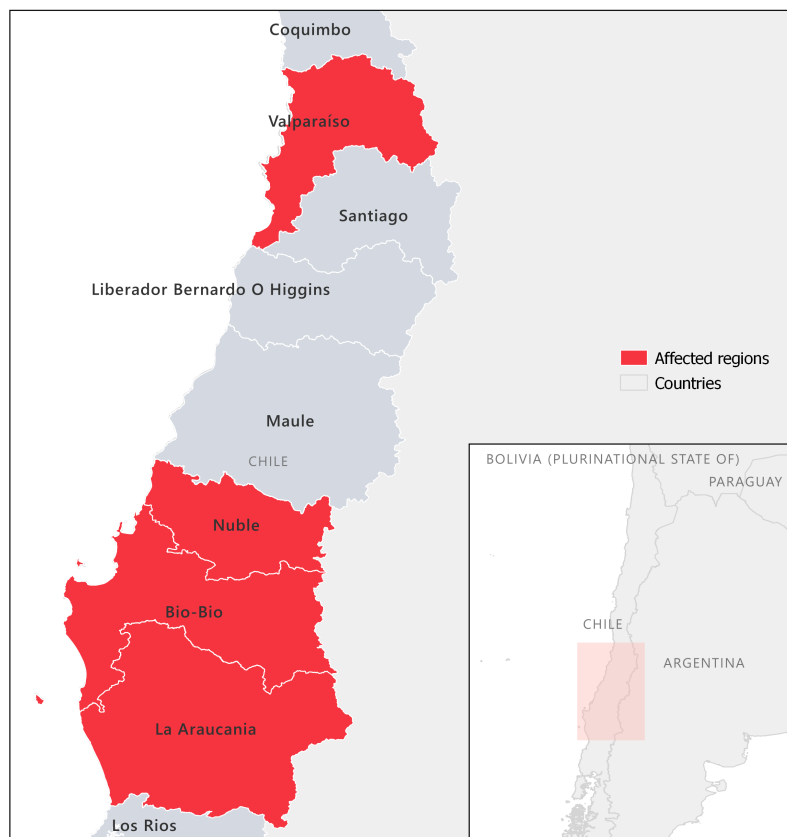 Coquimbo
Valparaíso
Santiago
Liberador Bernardo O Higgins
Affected regions
Countries
Maule
CHILE
BOLIVIA (PLURINATIONAL STATE OF)
PARAGUAY
Nuble
Bio-Bio
CHILE
ARGENTINA
La Araucania
Los Rios